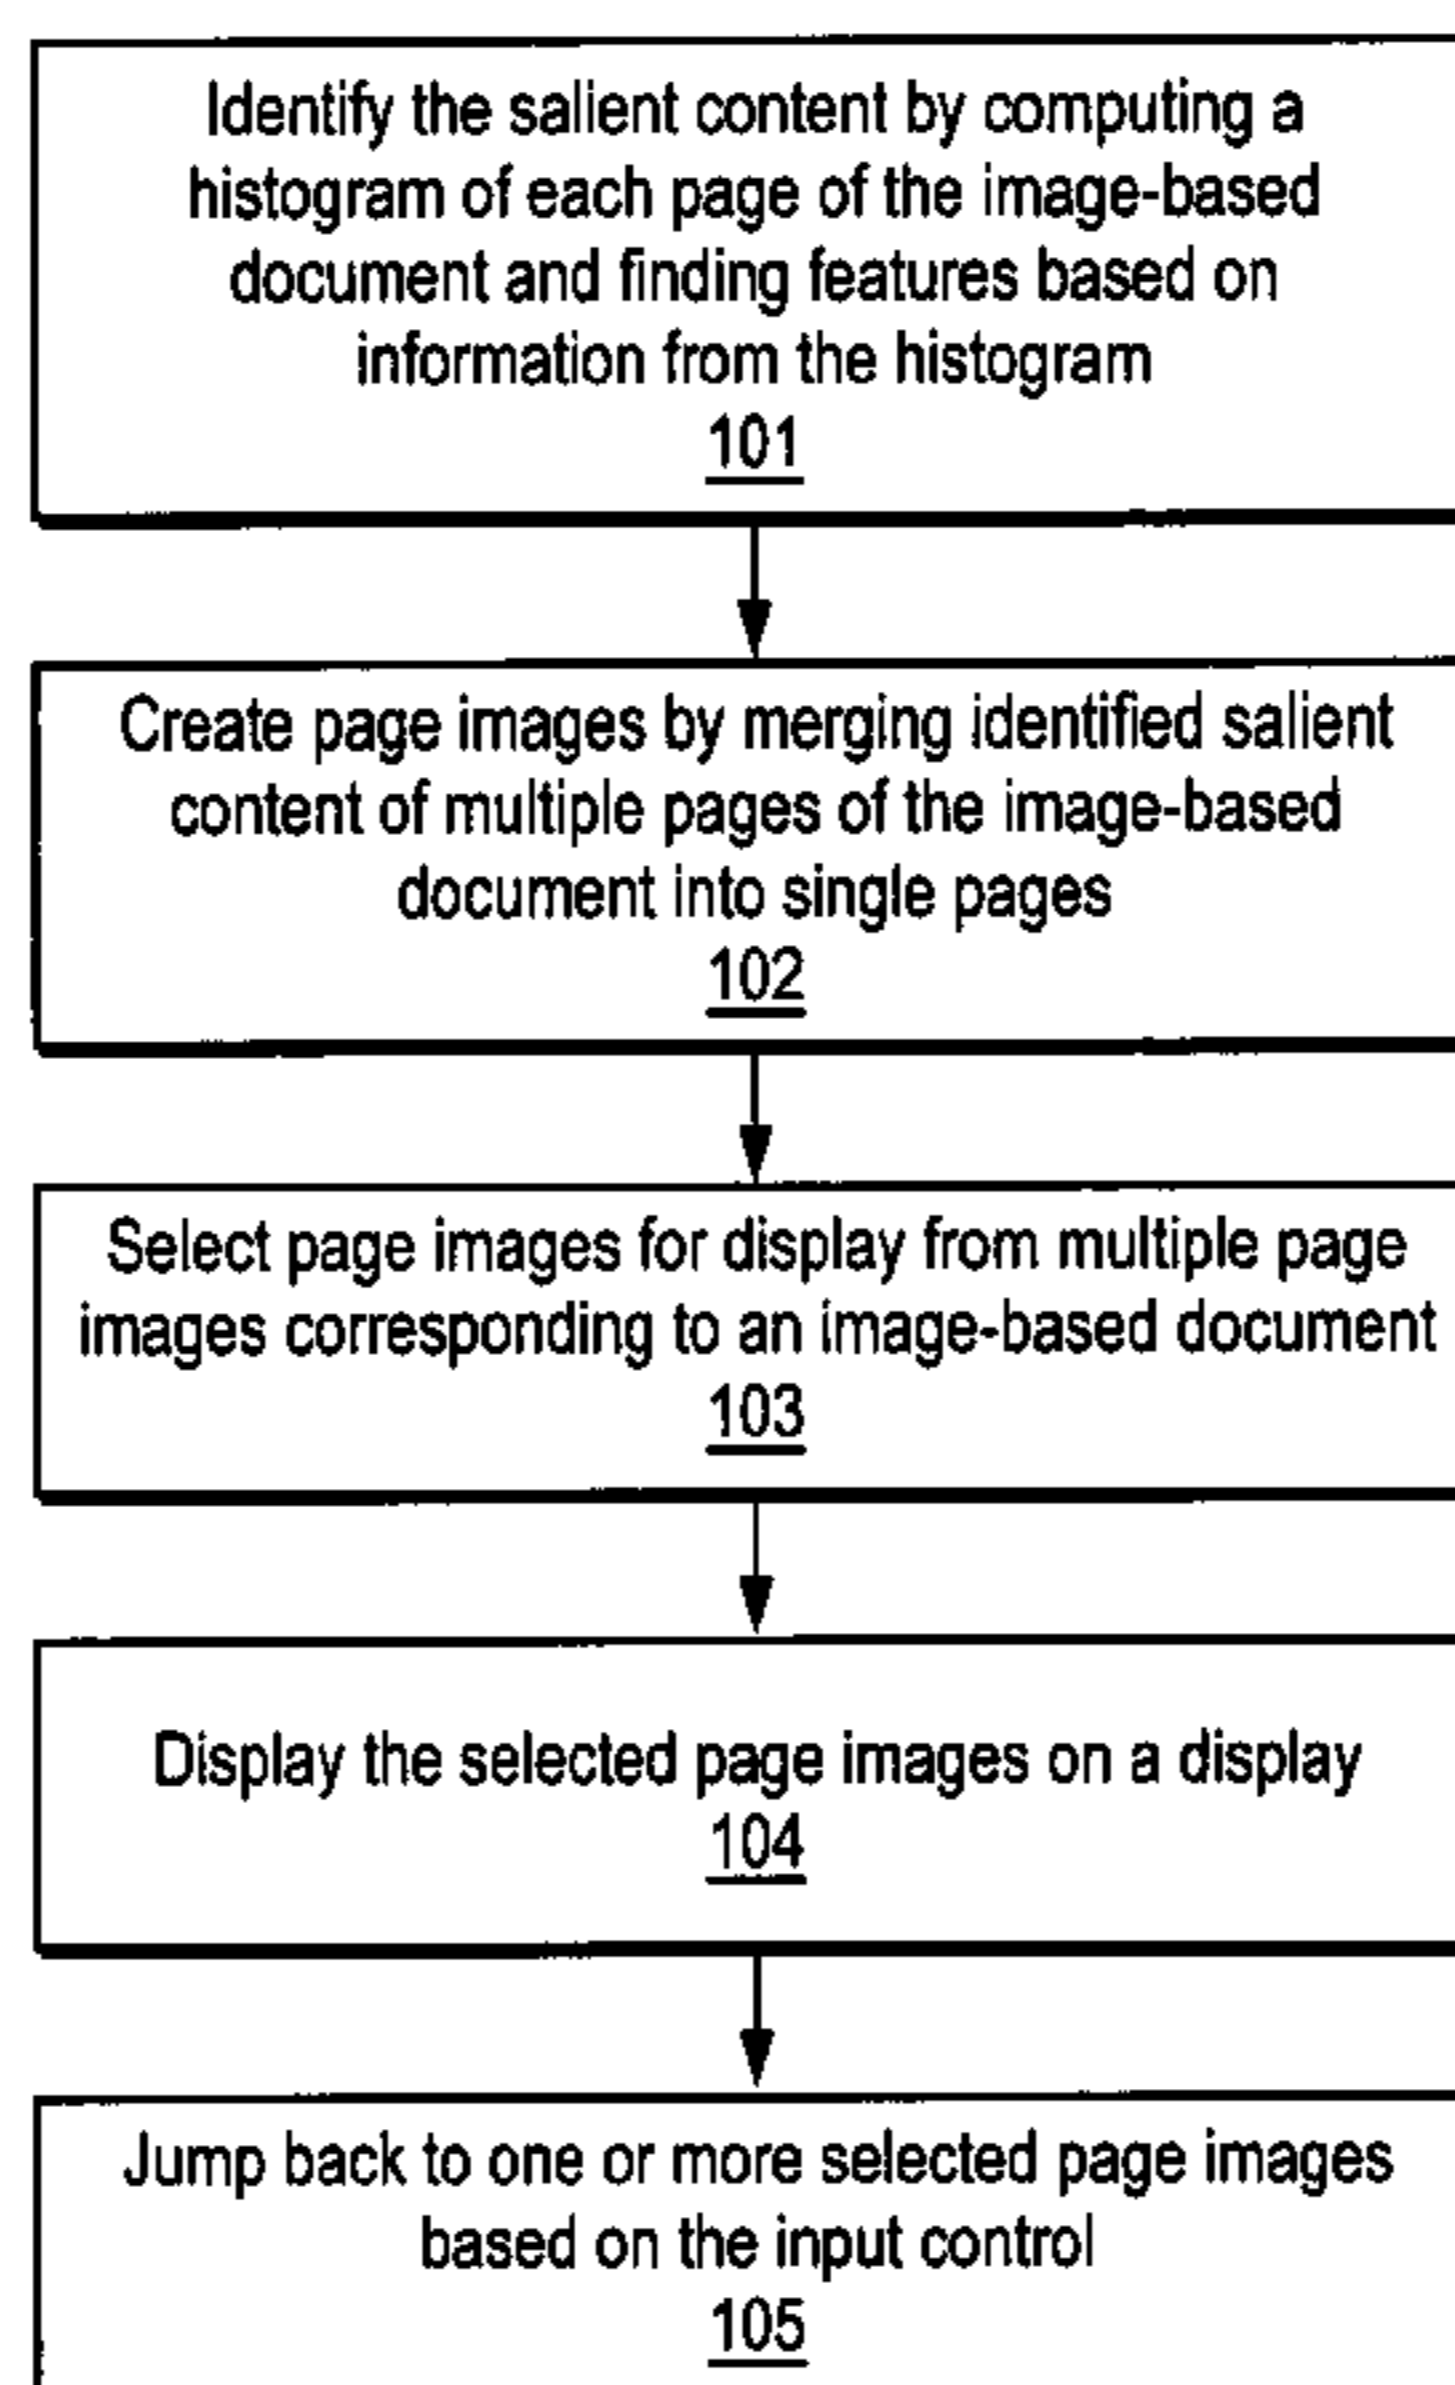 Identify the salient content by computing a
histogram of each page of the image-based
document and finding features based on
information from the histogram
101
Create page images by merging identified salient
content of multiple pages of the image-based
document into single pages
102
Select page images for display from multiple page
images corresponding to an image-based document
103
Display the selected page images on a display
104
Jump back to one or more selected page images
based on the input control
105